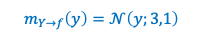 m_{Y→f}(y) = 𝒩(y; 3,1)